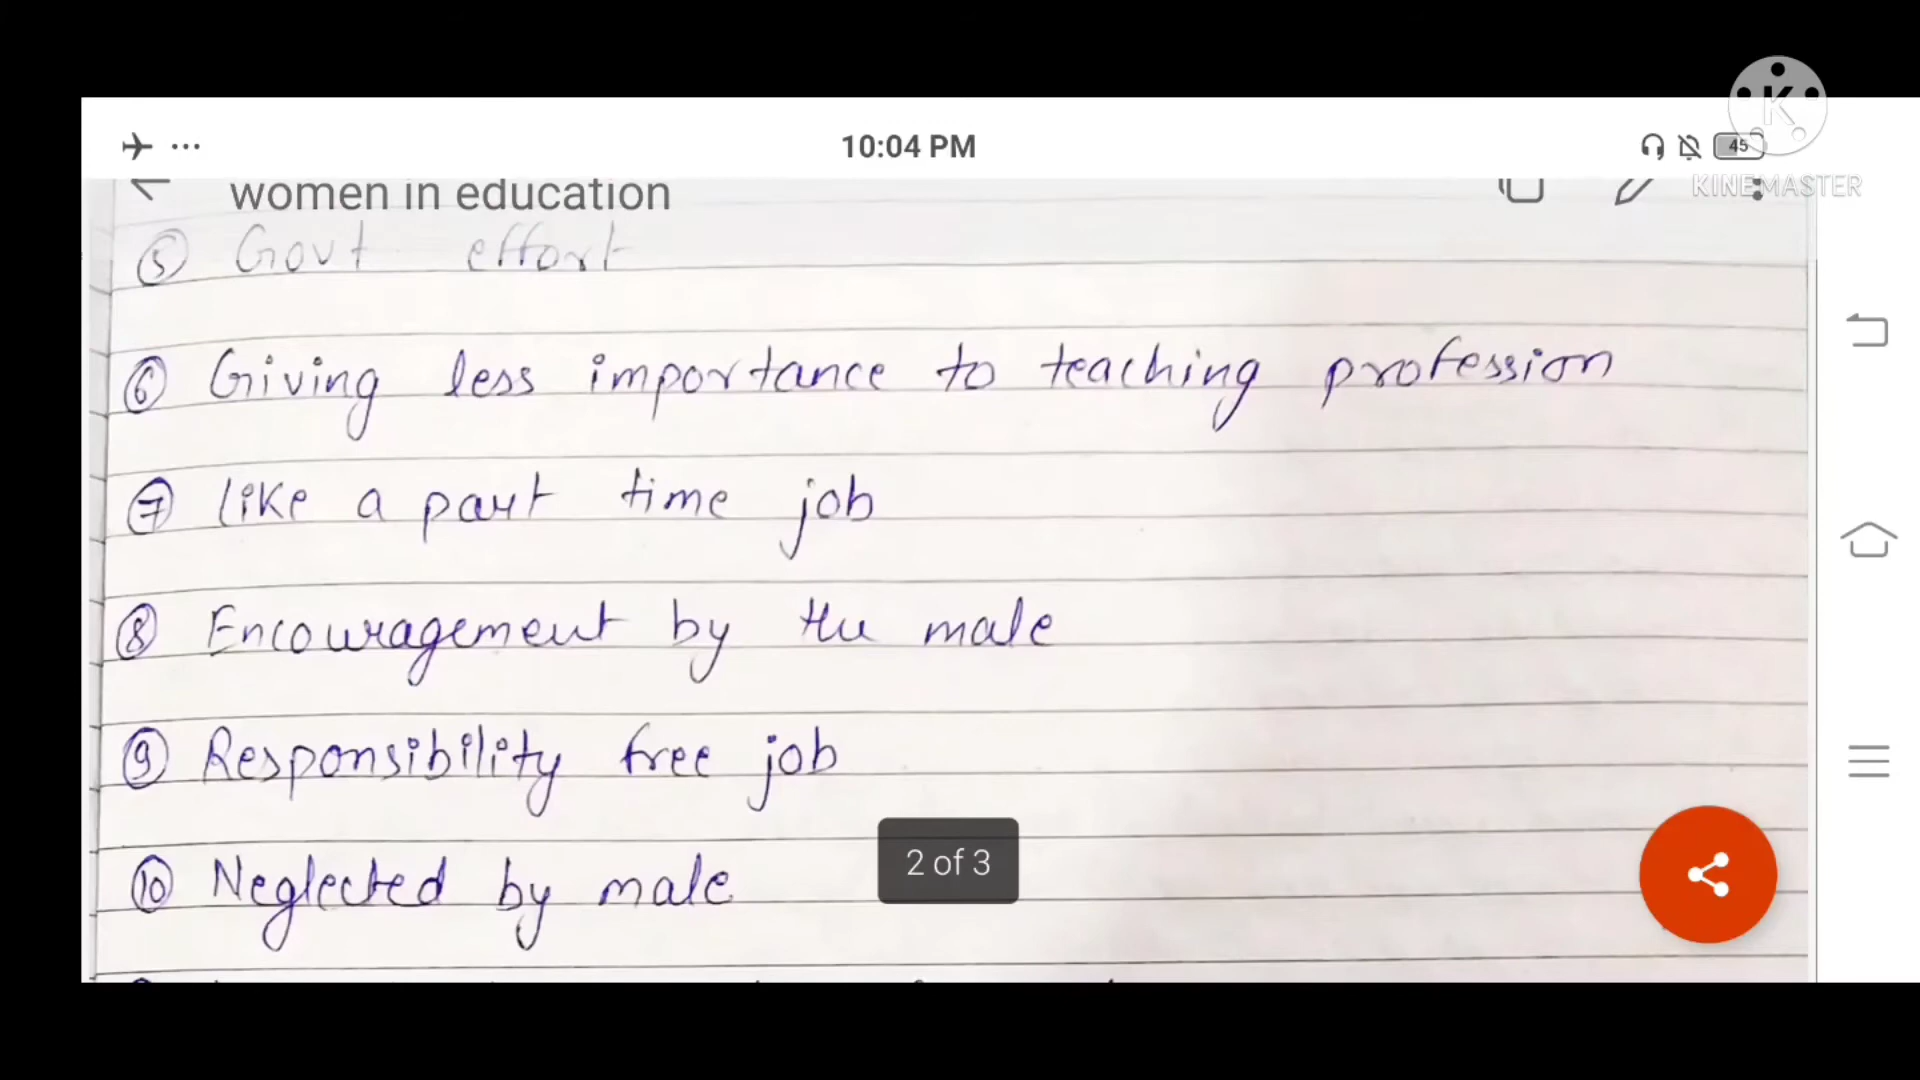 10:04 PM
45
K
KINEMASTER
women in education
5 Govt effort
6 Giving less importance to teaching profession
7 like a part time job
8 Encouragement by the male
9 Responsibility free job
10 Neglected by male
2 of 3